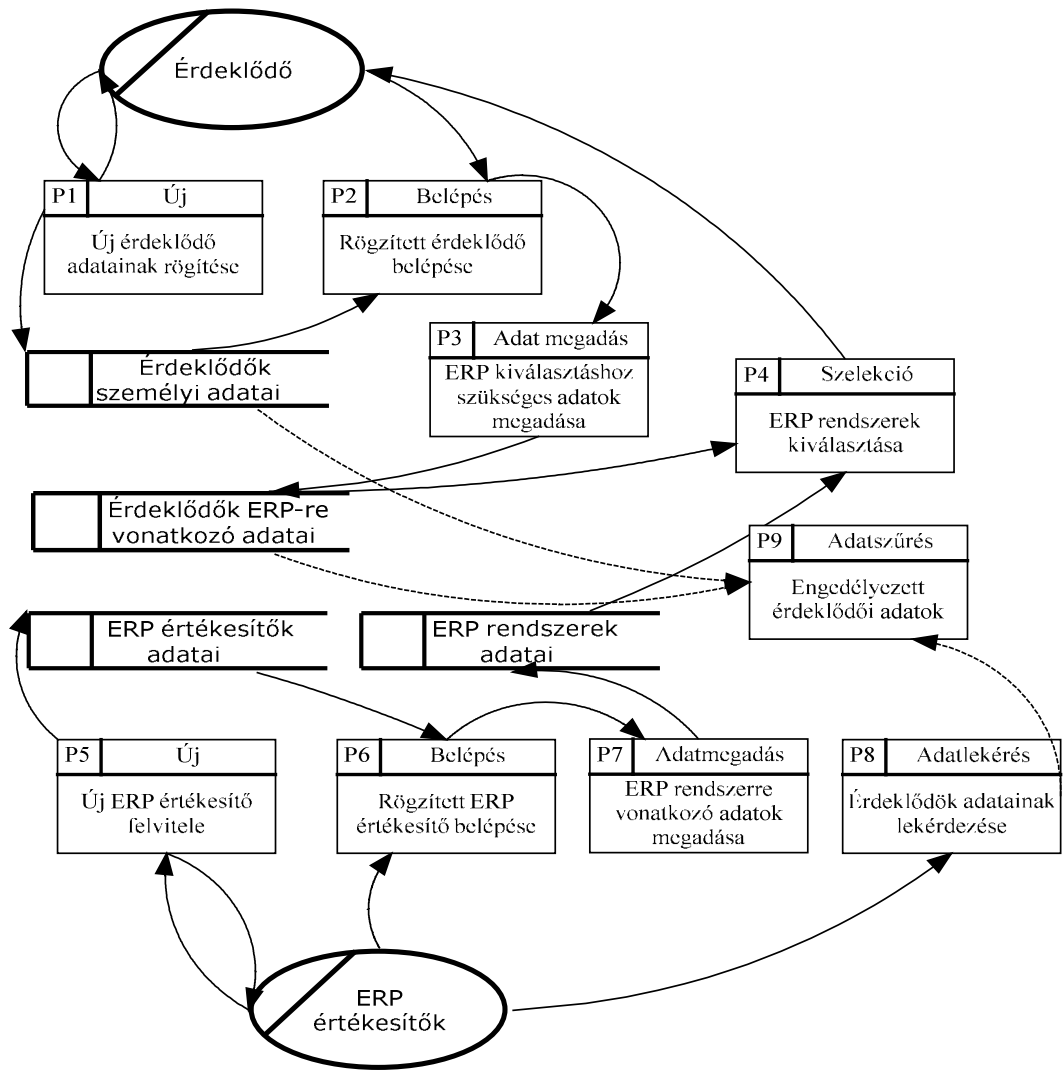 Érdeklődő
P1 Új
Új érdeklődő
adatainak rögítése
P2 Belépés
Rögzített érdeklődő
belépése
P3 Adat megadás
ERP kiválasztáshoz
szükséges adatok
megadása
Érdeklődők
személyi adatai
P4 Szelekció
ERP rendszerek
kiválasztása
Érdeklődők ERP-re
vonatkozó adatai
P9 Adatszűrés
Engedélyezett
érdeklődői adatok
ERP értékesítők
adatai
ERP rendszerek
adatai
P5 Új
Új ERP értékesítő
felvitele
P6 Belépés
Rögzített ERP
értékesítő belépése
P7 Adatmegadás
ERP rendszerre
vonatkozó adatok
megadása
P8 Adatlekérés
Érdeklődök adatainak
lekérdezése
ERP
értékesítők